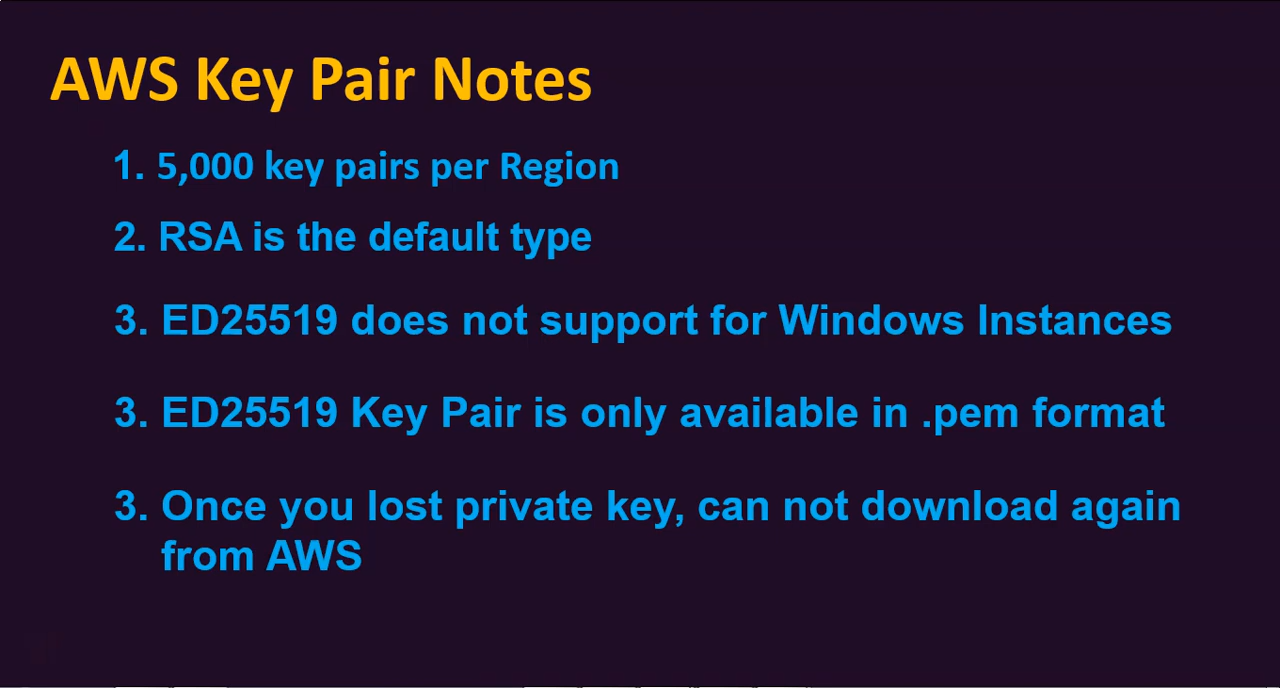 AWS Key Pair Notes
1. 5,000 key pairs per Region
2. RSA is the default type
3. ED25519 does not support for Windows Instances
3. ED25519 Key Pair is only available in .pem format
3. Once you lost private key, can not download again
from AWS